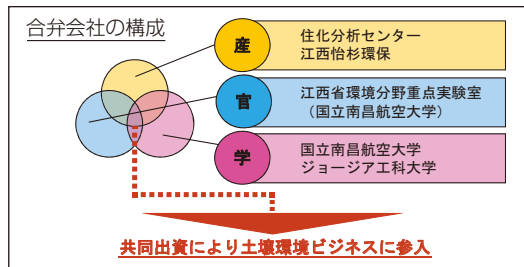 合弁会社の構成
産
住化分析センター
江西怡杉環保
官
江西省環境分野重点実験室
（国立南昌航空大学）
学
国立南昌航空大学
ジョージア工科大学
共同出資により土壌環境ビジネスに参入